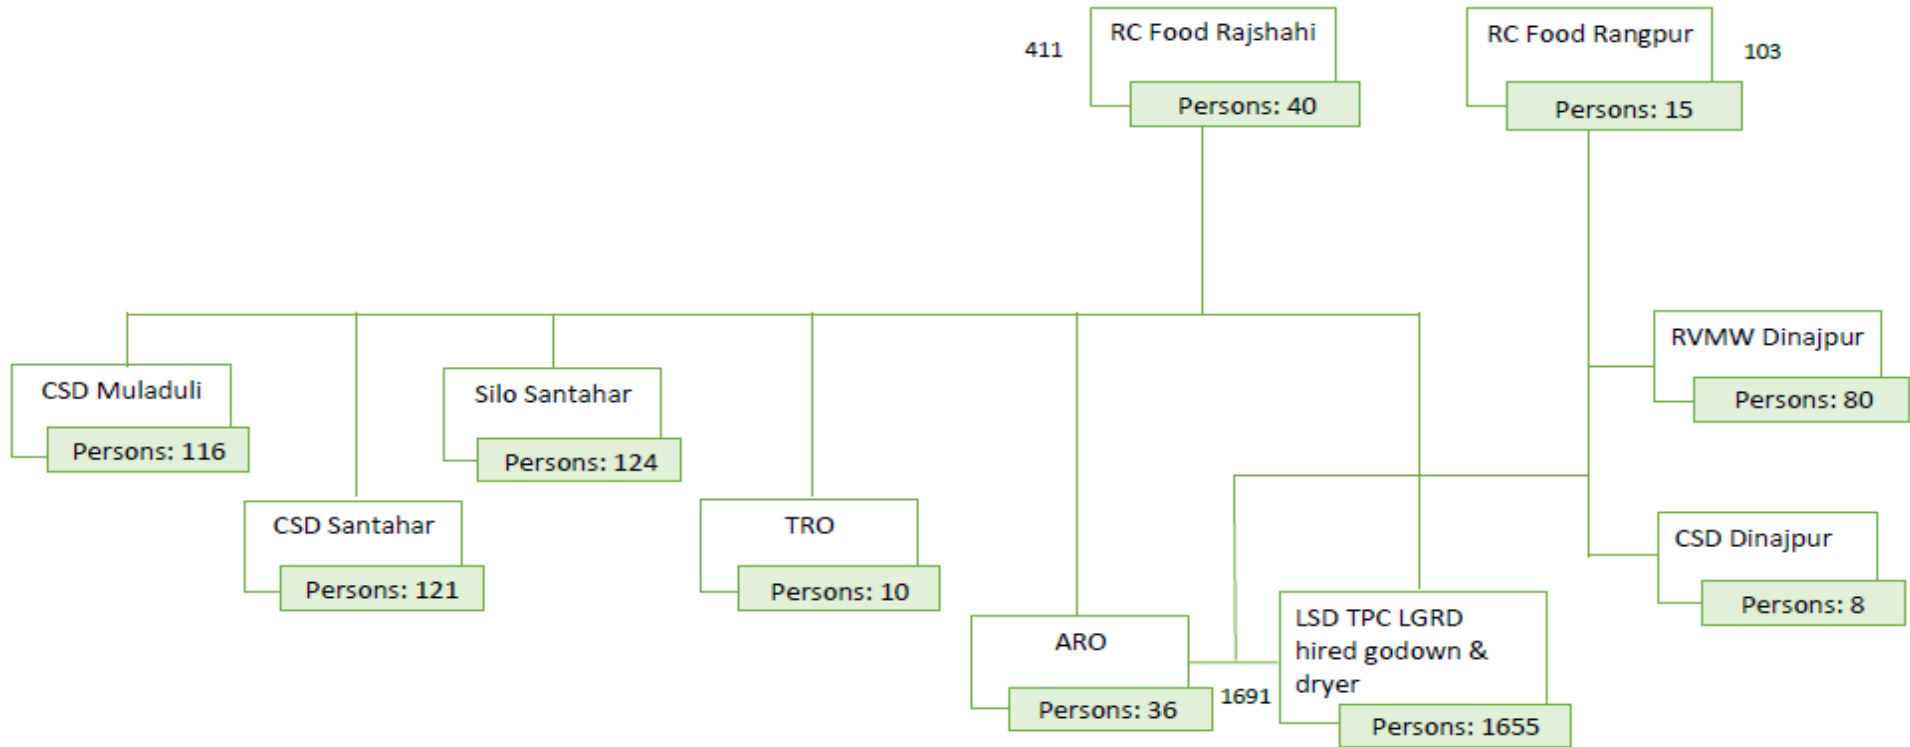 411
RC Food Rajshahi
Persons: 40
RC Food Rangpur
Persons: 15
103
CSD Muladuli
Persons: 116
CSD Santahar
Persons: 121
Silo Santahar
Persons: 124
TRO
Persons: 10
ARO
Persons: 36
1691
LSD TPC LGRD
hired godown &
dryer
Persons: 1655
RVMW Dinajpur
Persons: 80
CSD Dinajpur
Persons: 8